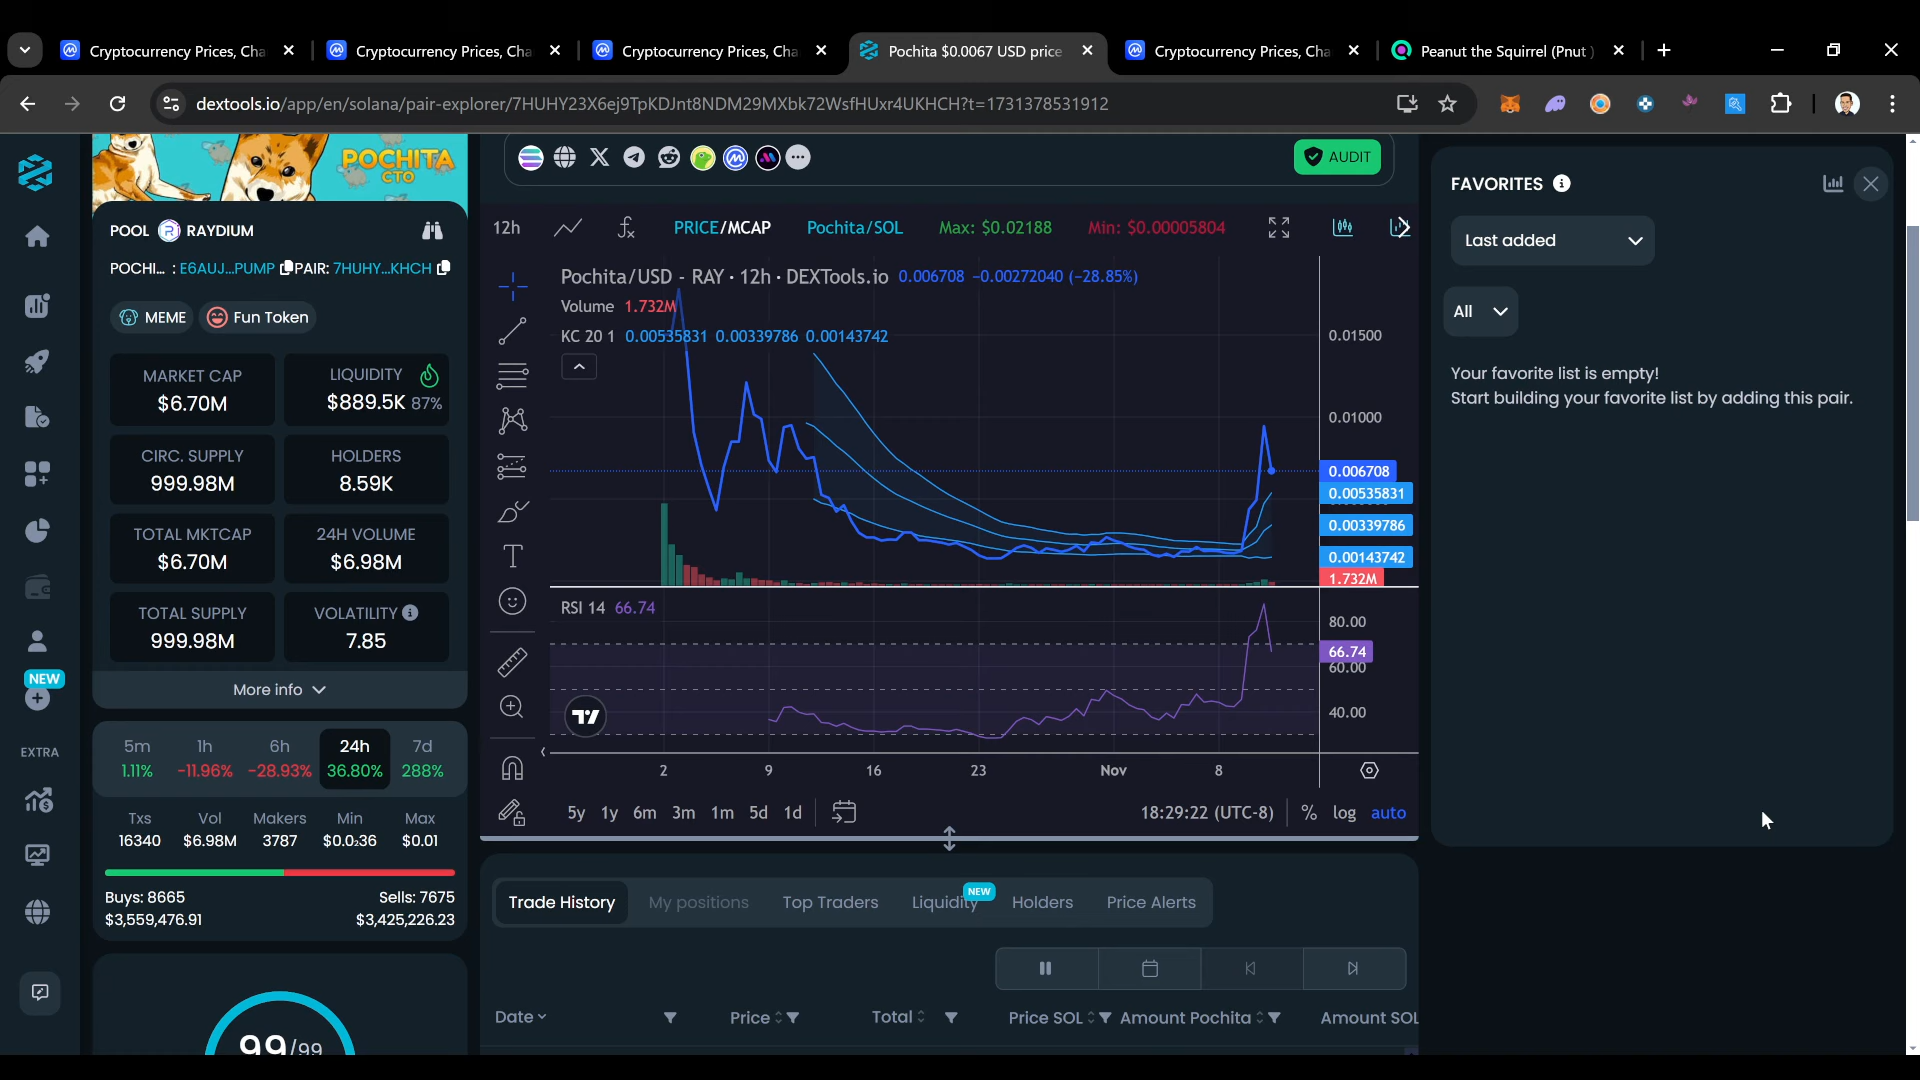 Cryptocurrency Prices, Cha
Cryptocurrency Prices, Cha
Cryptocurrency Prices, Cha
Pochita $0.0067 USD price
Cryptocurrency Prices, Cha
Peanut the Squirrel (Pnut )
dextools.io/app/en/solana/pair-explorer/7HUHY23X6ej9TpKDJnt8NDM29MXbk72WsfHUxr4UKHCH?t=1731378531912
POCHITA
CTO
POOL RAYDIUM
POCHI... : E6AUJ...PUMP PAIR: 7HUHY...KHCH
MEME
Fun Token
MARKET CAP
$6.70M
LIQUIDITY
$889.5K 87%
CIRC. SUPPLY
999.98M
HOLDERS
8.59K
TOTAL MKTCAP
$6.70M
24H VOLUME
$6.98M
TOTAL SUPPLY
999.98M
VOLATILITY
7.85
More info
NEW
EXTRA
5m 1h 6h 24h 7d
1.11% -11.96% -28.93% 36.80% 288%
Txs Vol Makers Min Max
16340 $6.98M 3787 $0.0₂36 $0.01
Buys: 8665 Sells: 7675
$3,559,476.91 $3,425,226.23
99/99
AUDIT
12h PRICE/MCAP Pochita/SOL Max: $0.02188 Min: $0.00005804
Pochita/USD - RAY · 12h · DEXTools.io 0.006708 −0.00272040 (−28.85%)
Volume 1.732M
KC 20 1 0.00535831 0.00339786 0.00143742
0.01500
0.01000
0.006708
0.00535831
0.00339786
0.00143742
1.732M
RSI 14 66.74
80.00
66.74
60.00
40.00
2 9 16 23 Nov 8
5y 1y 6m 3m 1m 5d 1d 18:29:22 (UTC-8) % log auto
Trade History My positions Top Traders Liquidity NEW Holders Price Alerts
Date Price Total Price SOL Amount Pochita Amount SOL
FAVORITES
Last added
All
Your favorite list is empty!
Start building your favorite list by adding this pair.